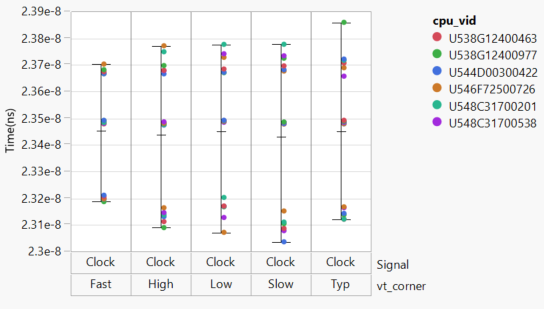 2.39e-8
2.38e-8
2.37e-8
2.36e-8
2.35e-8
2.34e-8
2.33e-8
2.32e-8
2.31e-8
2.3e-8
Time(ns)
Clock Clock Clock Clock Clock Signal
Fast High Low Slow Typ vt_corner
cpu_vid
U538G12400463
U538G12400977
U544D00300422
U546F72500726
U548C31700201
U548C31700538